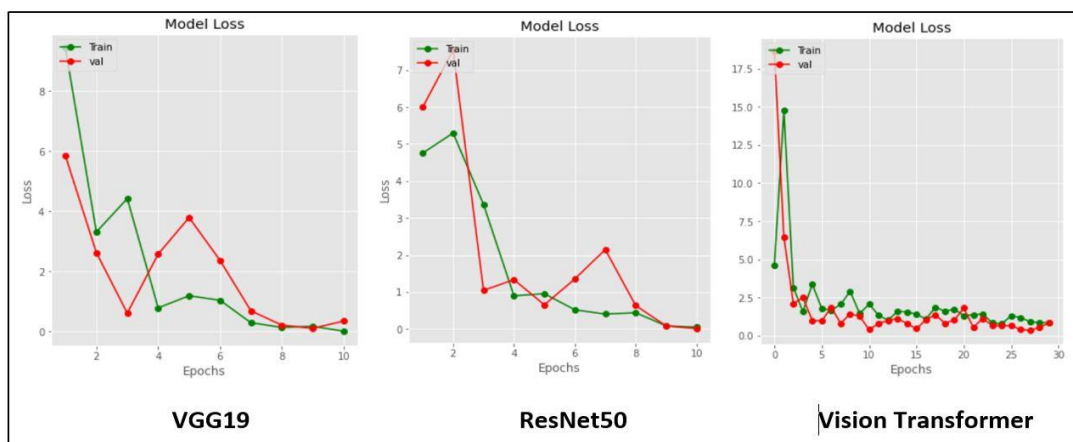 Model Loss
Train
val
8
6
4
2
0
Loss
2
4
6
8
10
Epochs
VGG19
Model Loss
Train
val
7
6
5
4
3
2
1
0
Loss
2
4
6
8
10
Epochs
ResNet50
Model Loss
Train
val
17.5
15.0
12.5
10.0
7.5
5.0
2.5
0.0
Loss
0
5
10
15
20
25
30
Epochs
Vision Transformer